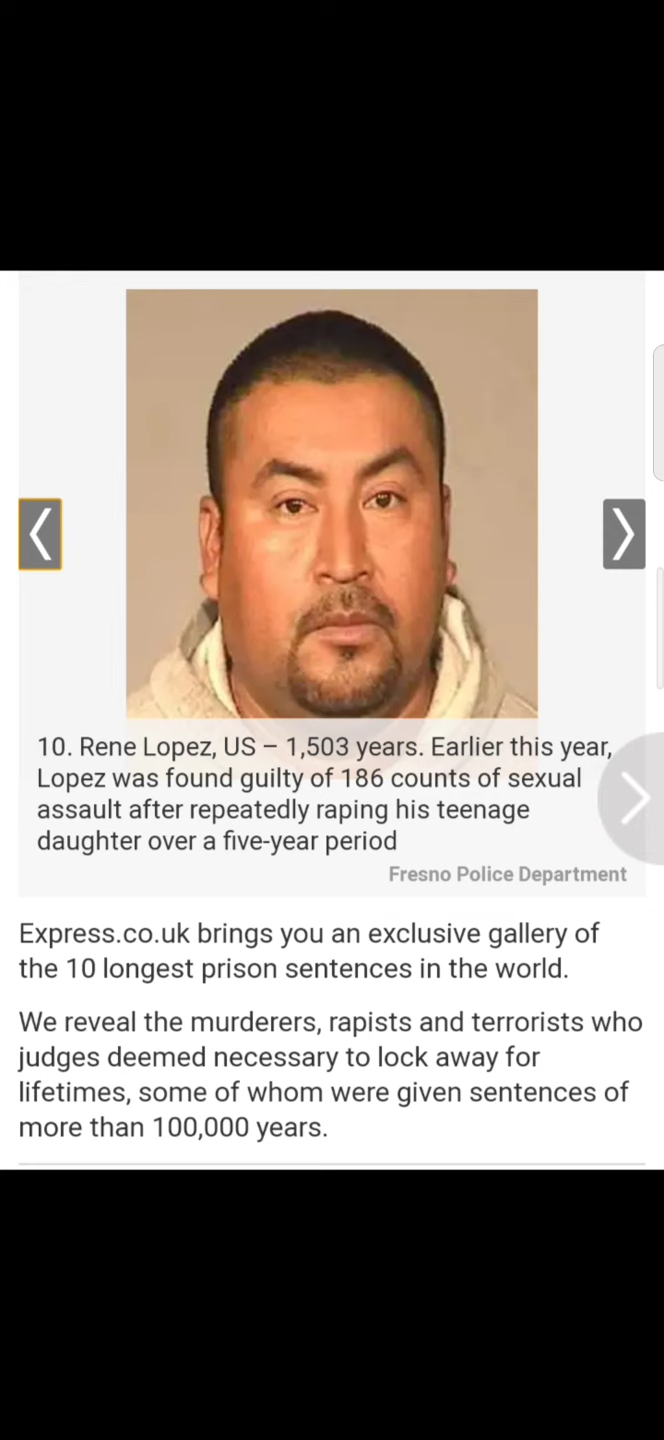 10. Rene Lopez, US – 1,503 years. Earlier this year,
Lopez was found guilty of 186 counts of sexual
assault after repeatedly raping his teenage
daughter over a five-year period
Fresno Police Department
Express.co.uk brings you an exclusive gallery of
the 10 longest prison sentences in the world.
We reveal the murderers, rapists and terrorists who
judges deemed necessary to lock away for
lifetimes, some of whom were given sentences of
more than 100,000 years.